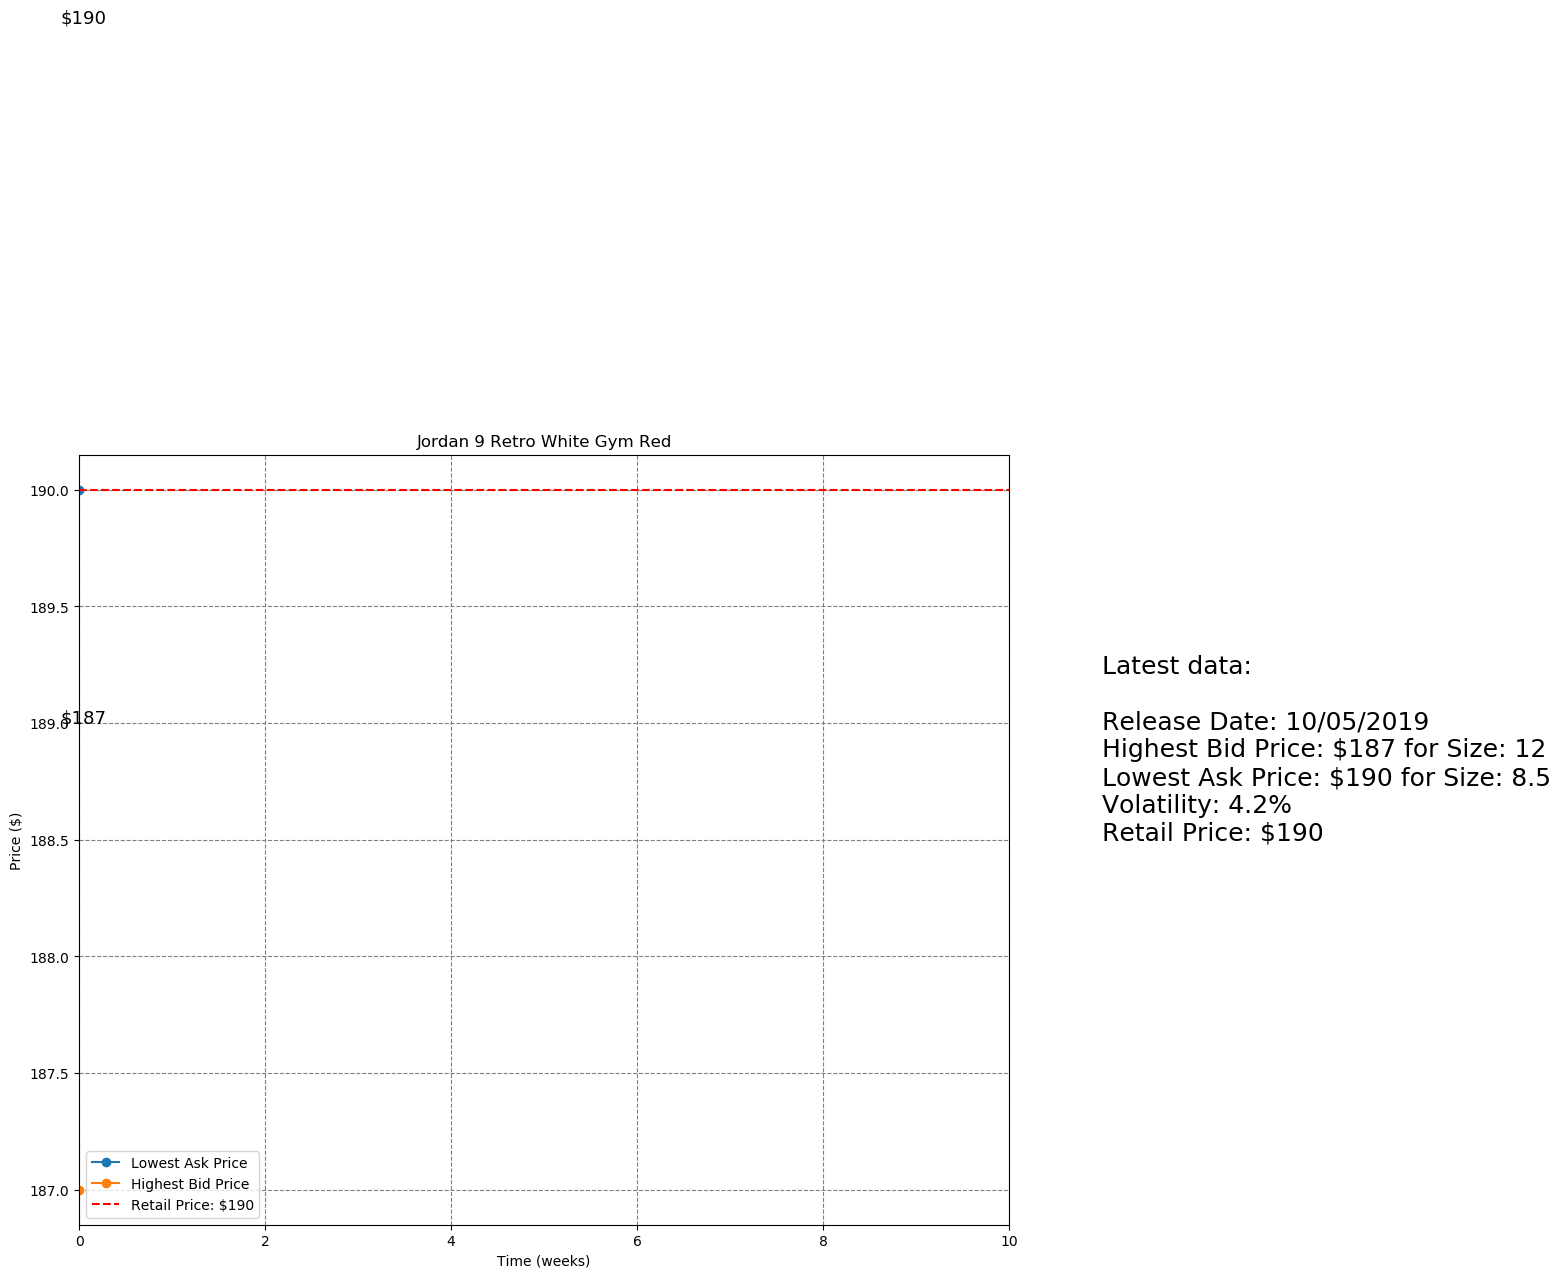 $190
Jordan 9 Retro White Gym Red
190.0
189.5
189.0
$187
188.5
188.0
187.5
187.0
Price ($)
0 2 4 6 8 10
Time (weeks)
Lowest Ask Price
Highest Bid Price
Retail Price: $190
Latest data:
Release Date: 10/05/2019
Highest Bid Price: $187 for Size: 12
Lowest Ask Price: $190 for Size: 8.5
Volatility: 4.2%
Retail Price: $190